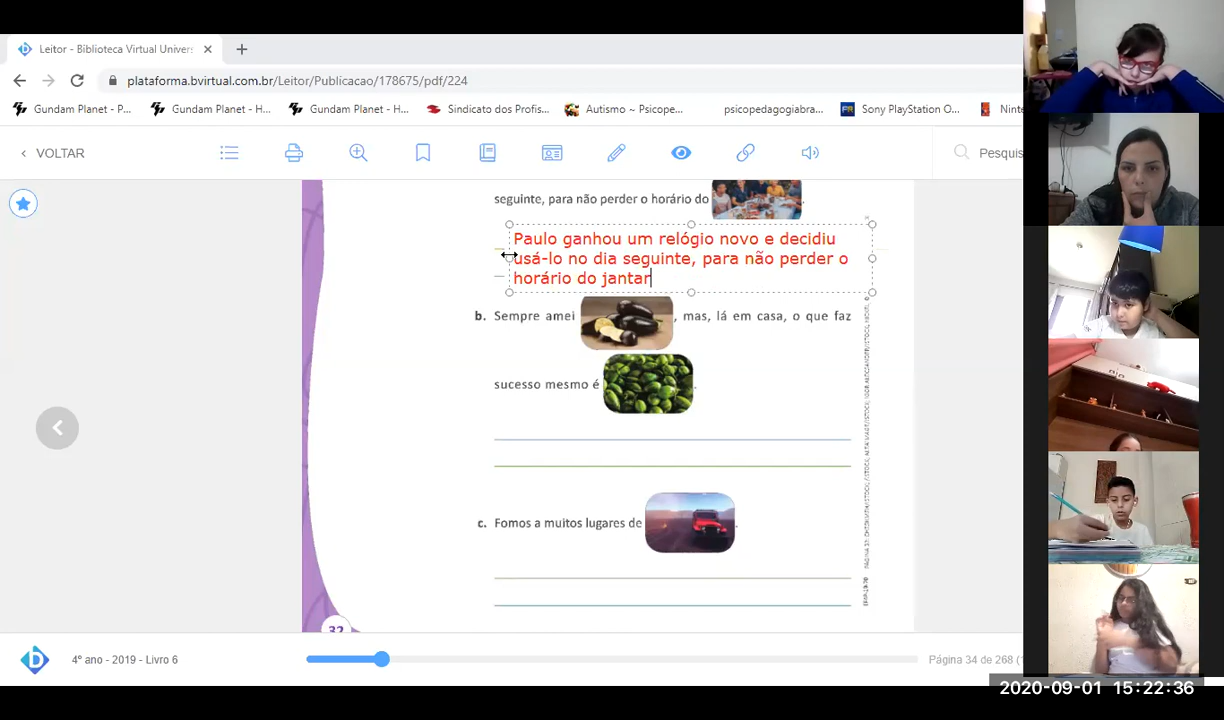 Leitor - Biblioteca Virtual Univers
plataforma.bvirtual.com.br/Leitor/Publicacao/178675/pdf/224
Gundam Planet - P...
Gundam Planet - H...
Gundam Planet - H...
Sindicato dos Profis...
Autismo ~ Psicope...
psicopedagogiabra...
Sony PlayStation O...
Ninte
VOLTAR
Pesquis
seguinte, para não perder o horário do
Paulo ganhou um relógio novo e decidiu
usá-lo no dia seguinte, para não perder o
horário do jantar
b. Sempre amei , mas, lá em casa, o que faz
sucesso mesmo é .
c. Fomos a muitos lugares de .
32
4º ano - 2019 - Livro 6
Página 34 de 268 (1
2020-09-01 15:22:36